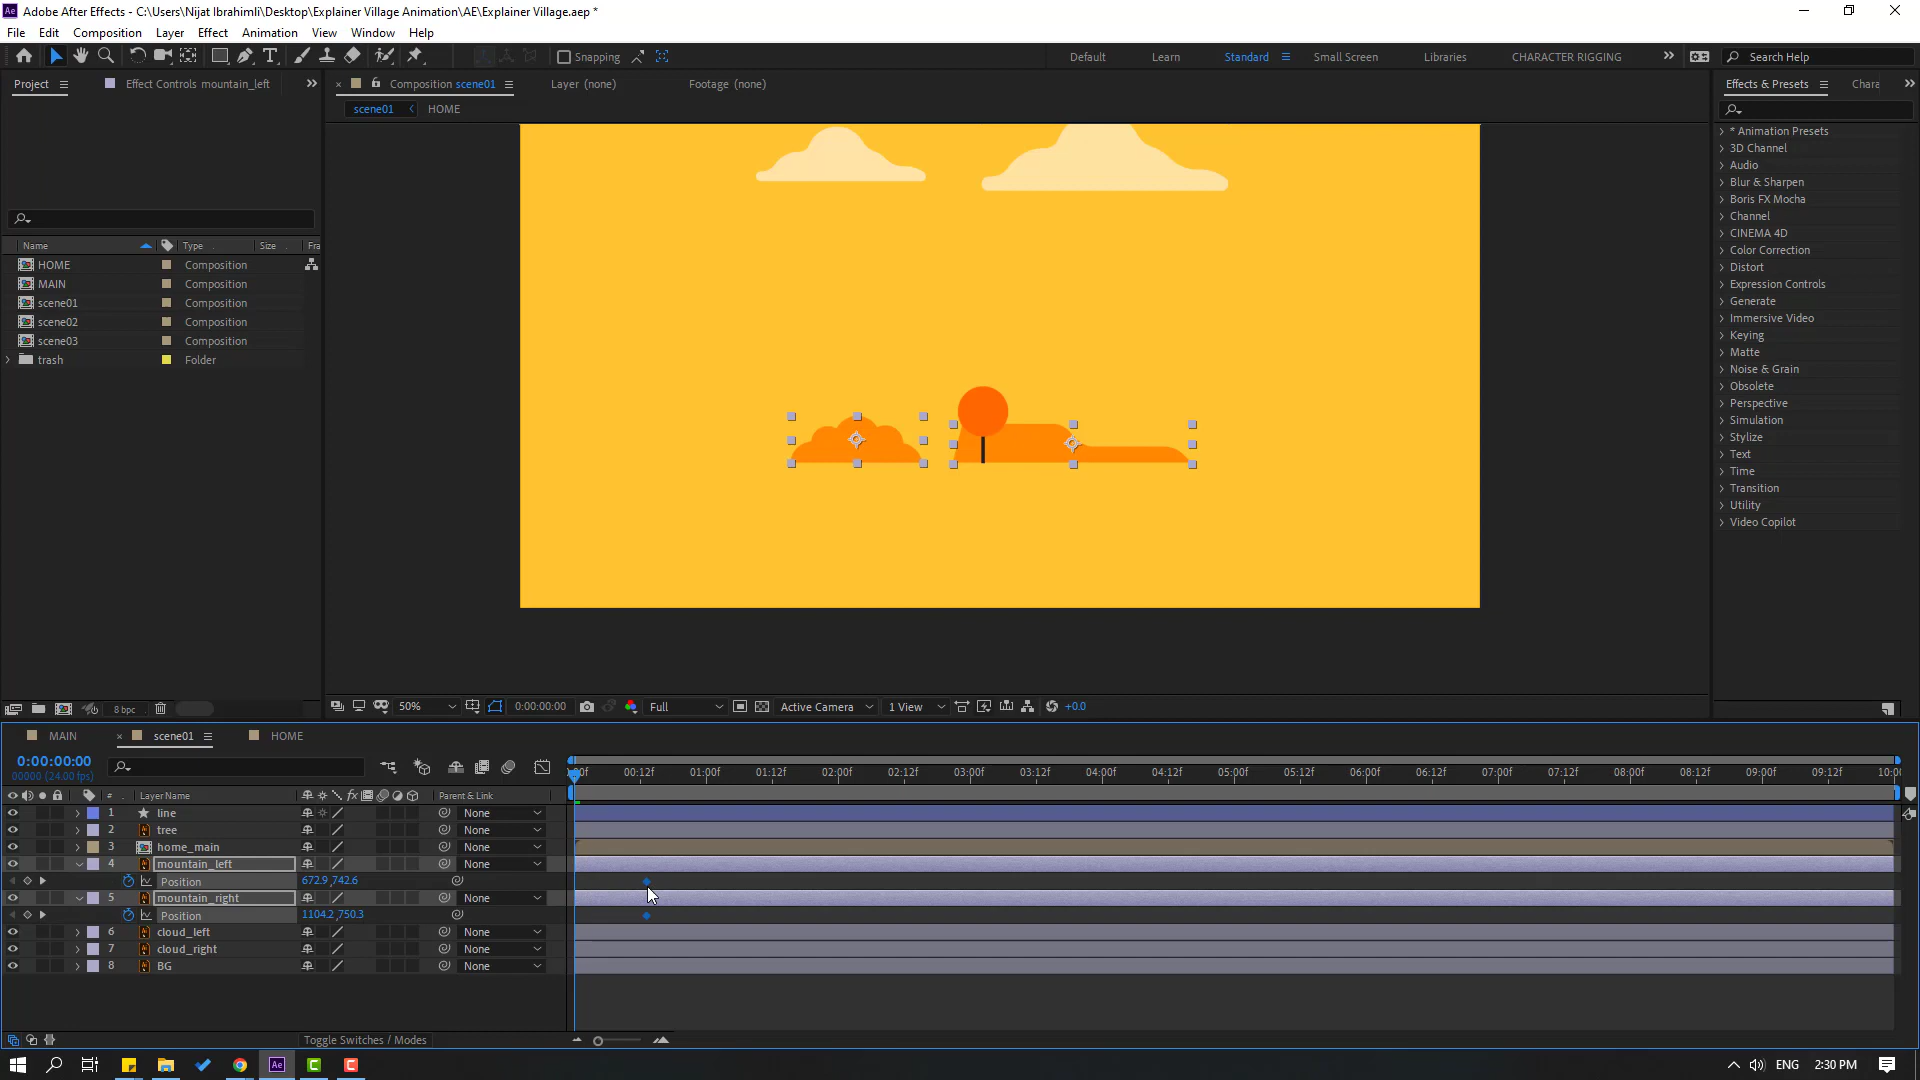 Adobe After Effects - C:\Users\Nijat Ibrahimli\Desktop\Explainer Village Animation\AE\Explainer Village.aep *
File Edit Composition Layer Effect Animation View Window Help
Snapping Default Learn Standard Small Screen Libraries CHARACTER RIGGING Search Help
Project Effect Controls mountain_left Composition scene01 Layer (none) Footage (none) Effects & Presets Chara
scene01 HOME
* Animation Presets
3D Channel
Audio
Blur & Sharpen
Boris FX Mocha
Channel
CINEMA 4D
Color Correction
Distort
Expression Controls
Generate
Immersive Video
Keying
Matte
Noise & Grain
Obsolete
Perspective
Simulation
Stylize
Text
Time
Transition
Utility
Video Copilot
Name Type Size Fra
HOME Composition
MAIN Composition
scene01 Composition
scene02 Composition
scene03 Composition
trash Folder
8 bpc 50% 0:00:00:00 Full Active Camera 1 View +0.0
MAIN scene01 HOME
0:00:00:00
00000 (24.00 fps)
00f 00:12f 01:00f 01:12f 02:00f 02:12f 03:00f 03:12f 04:00f 04:12f 05:00f 05:12f 06:00f 06:12f 07:00f 07:12f 08:00f 08:12f 09:00f 09:12f 10:00
# Layer Name fx Parent & Link
1 line None
2 tree None
3 home_main None
4 mountain_left None
Position 672.9,742.6
5 mountain_right None
Position 1104.2,750.3
6 cloud_left None
7 cloud_right None
8 BG None
Toggle Switches / Modes
Ae C C ENG 2:30 PM